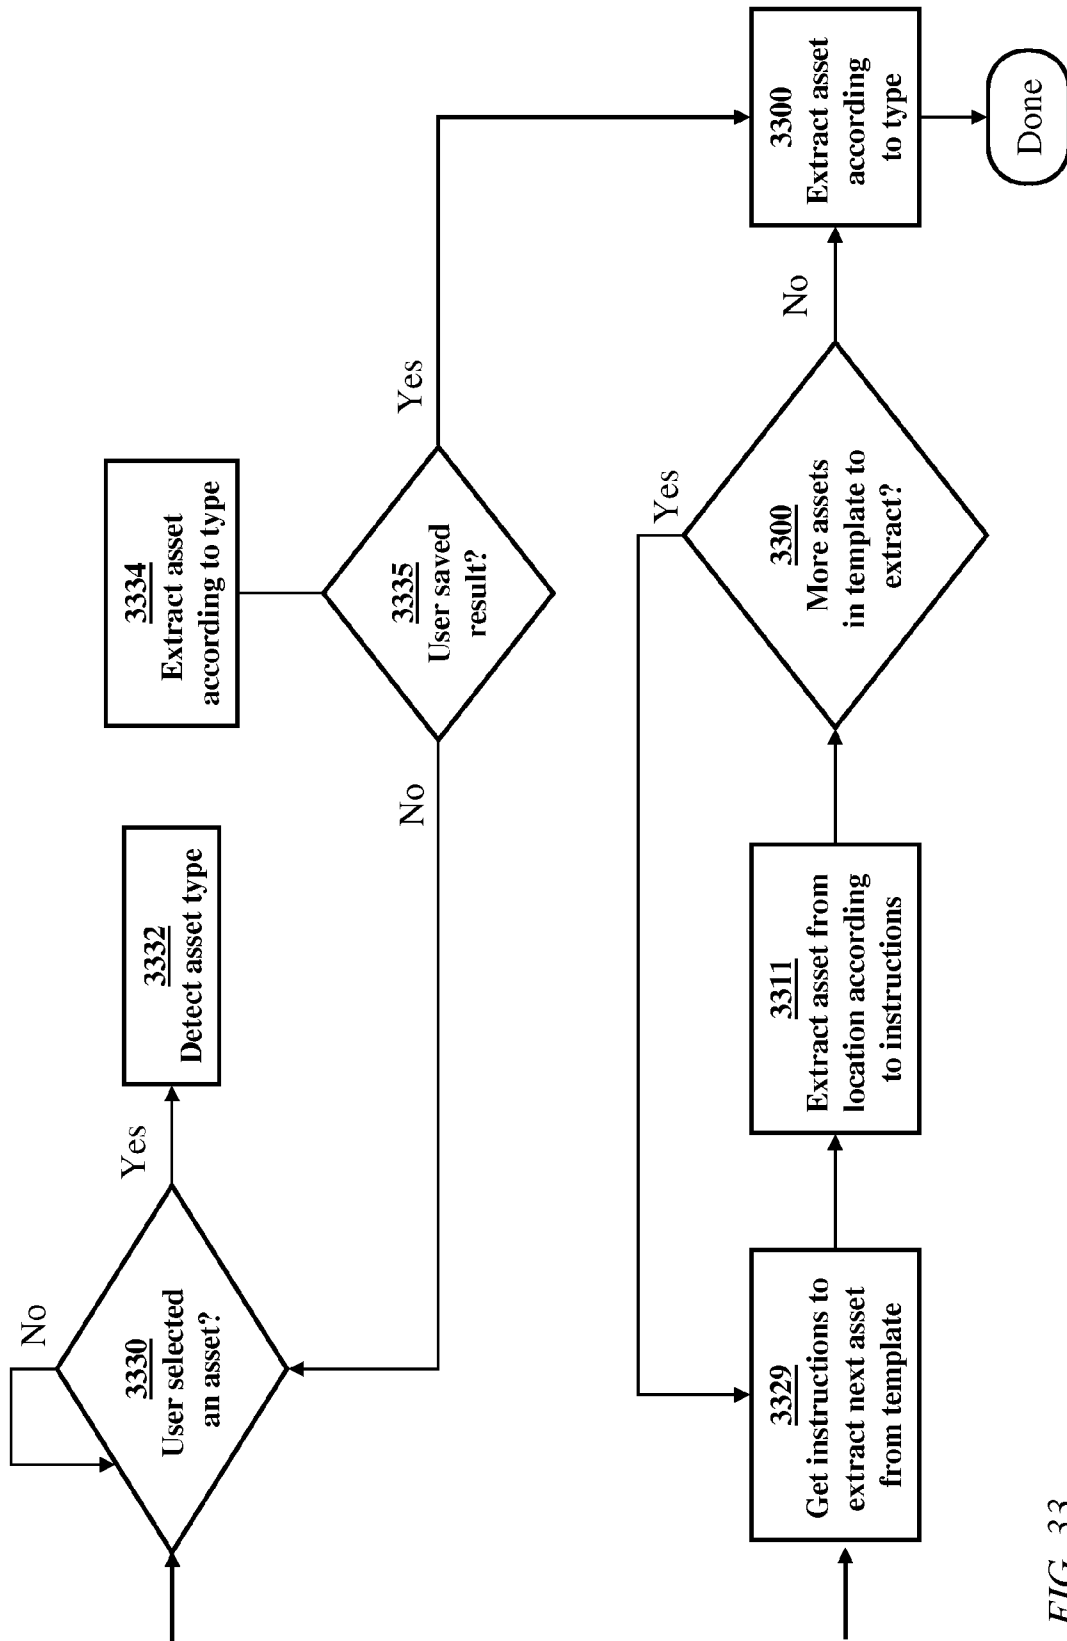 No
3330
User selected
an asset?
Yes
3332
Detect asset type
3334
Extract asset
according to type
3335
User saved
result?
No
Yes
3329
Get instructions to
extract next asset
from template
3311
Extract asset from
location according
to instructions
3300
More assets
in template to
extract?
Yes
No
3300
Extract asset
according
to type
Done
FIG. 33